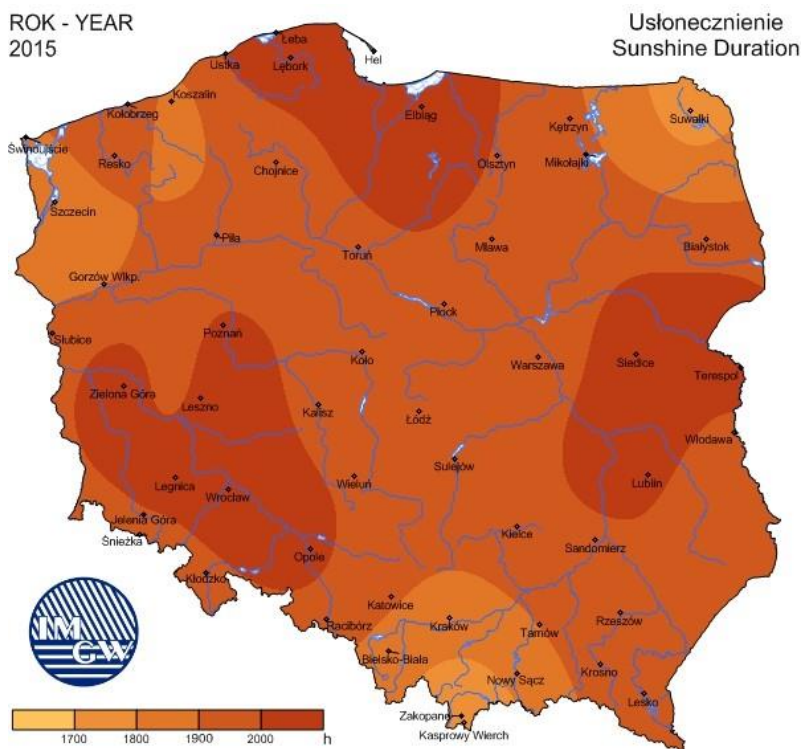 ROK - YEAR
2015
Usłonecznienie
Sunshine Duration
Łeba
Ustka
Lębork
Hel
Koszalin
Kołobrzeg
Elbląg
Suwałki
Kętrzyn
Świnoujście
Resko
Chojnice
Olsztyn
Mikołajki
Szczecin
Piła
Toruń
Mława
Białystok
Gorzów Wlkp.
Płock
Słubice
Poznań
Koło
Warszawa
Siedlce
Terespol
Zielona Góra
Leszno
Kalisz
Łódź
Włodawa
Sulejów
Legnica
Wrocław
Wieluń
Lublin
Jelenia Góra
Śnieżka
Kielce
Sandomierz
Opole
Kłodzko
Katowice
Kraków
Tarnów
Rzeszów
Racibórz
Bielsko-Biała
Nowy Sącz
Krosno
Lesko
Zakopane
Kasprowy Wierch
IM
GW
1700 1800 1900 2000 h